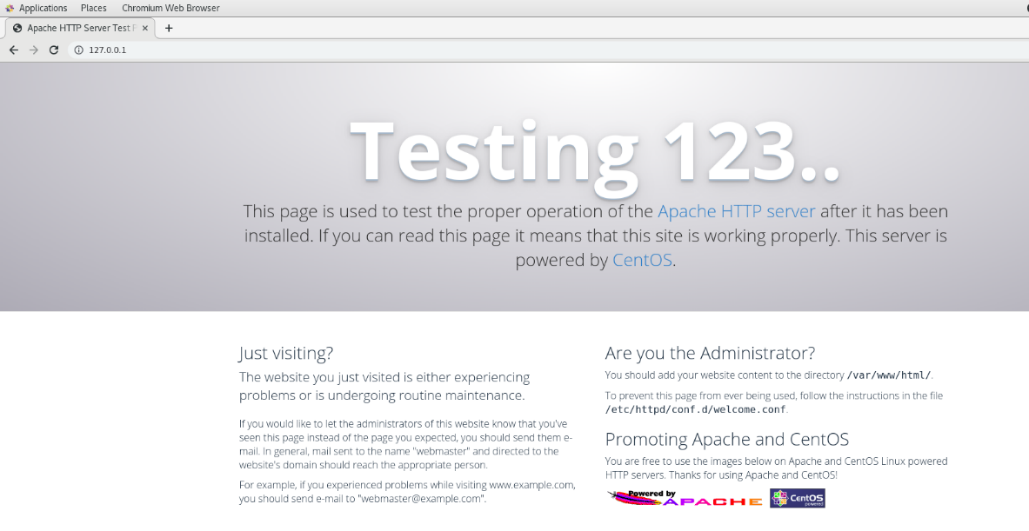 Applications Places Chromium Web Browser
Apache HTTP Server Test P
127.0.0.1
Testing 123..
This page is used to test the proper operation of the Apache HTTP server after it has been
installed. If you can read this page it means that this site is working properly. This server is
powered by CentOS.
Just visiting?
The website you just visited is either experiencing
problems or is undergoing routine maintenance.
If you would like to let the administrators of this website know that you've
seen this page instead of the page you expected, you should send them e-
mail. In general, mail sent to the name "webmaster" and directed to the
website's domain should reach the appropriate person.
For example, if you experienced problems while visiting www.example.com,
you should send e-mail to "webmaster@example.com".
Are you the Administrator?
You should add your website content to the directory /var/www/html/.
To prevent this page from ever being used, follow the instructions in the file
/etc/httpd/conf.d/welcome.conf.
Promoting Apache and CentOS
You are free to use the images below on Apache and CentOS Linux powered
HTTP servers. Thanks for using Apache and CentOS!
Powered by
APACHE
CentOS
powered